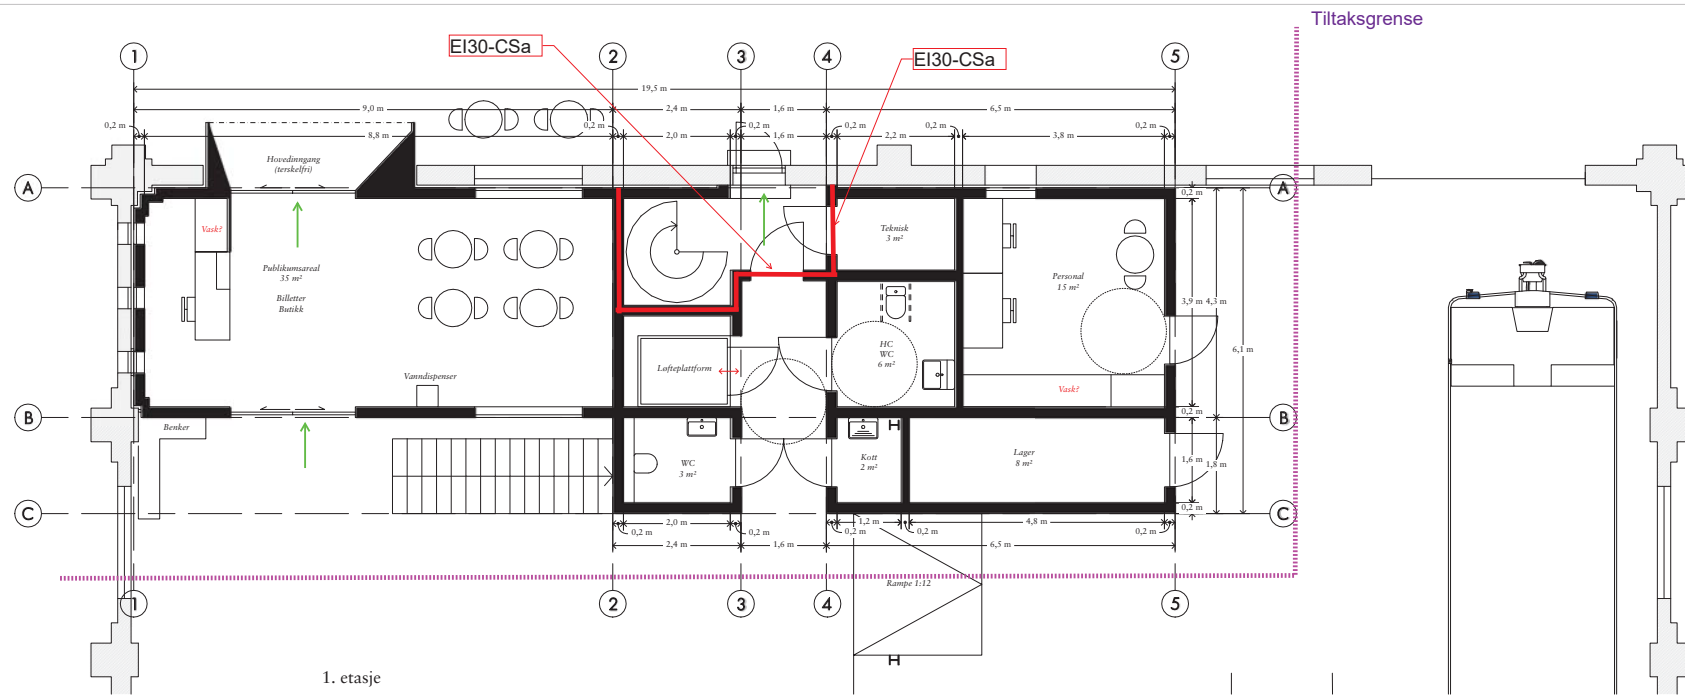 Tiltaksgrense
EI30-CSa
EI30-CSa
1
2
3
4
5
19,5 m
9,0 m
2,4 m
1,6 m
6,5 m
0,2 m
8,8 m
0,2 m
2,0 m
0,2 m
1,6 m
0,2 m
2,2 m
0,2 m
3,8 m
0,2 m
Hovedinngang
(terskelfri)
A
A
0,2 m
Vask?
Teknisk
3 m²
Publikumsareal
35 m²
Billetter
Butikk
Personal
15 m²
3,9 m
4,3 m
6,1 m
HC
WC
6 m²
Løfteplattform
Vanndispenser
Vask?
B
B
0,2 m
Benker
WC
3 m²
Kott
2 m²
Lager
8 m²
1,6 m
1,8 m
0,2 m
C
C
2,0 m
1,2 m
4,8 m
0,2 m
0,2 m
0,2 m
0,2 m
0,2 m
2,4 m
1,6 m
6,5 m
Rampe 1:12
1
2
3
4
5
1. etasje